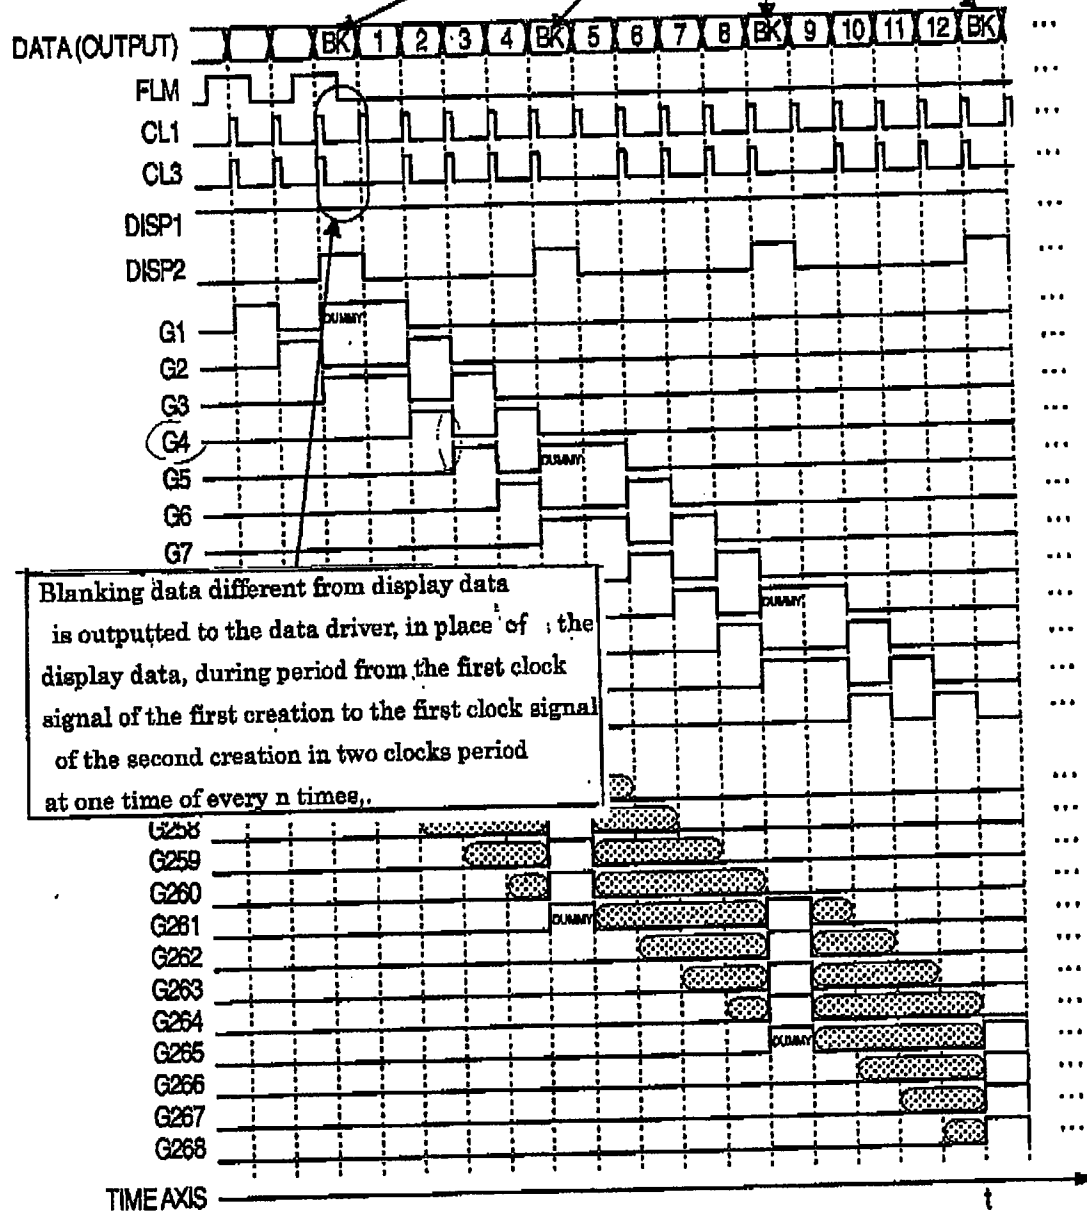 DATA(OUTPUT) BK 1 2 3 4 BK 5 6 7 8 BK 9 10 11 12 BK ...
FLM ...
CL1 ...
CL3 ...
DISP1 ...
DISP2 ...
G1 DUMMY ...
G2 ...
G3 ...
G4 ...
G5 DUMMY ...
G6 ...
G7 ...
DUMMY
Blanking data different from display data
is outputted to the data driver, in place of the
display data, during period from the first clock
signal of the first creation to the first clock signal
of the second creation in two clocks period
at one time of every n times,.
G258 ...
G259 ...
G260 ...
G261 DUMMY ...
G262 ...
G263 ...
G264 ...
G265 DUMMY ...
G266 ...
G267 ...
G268 ...
TIME AXIS t